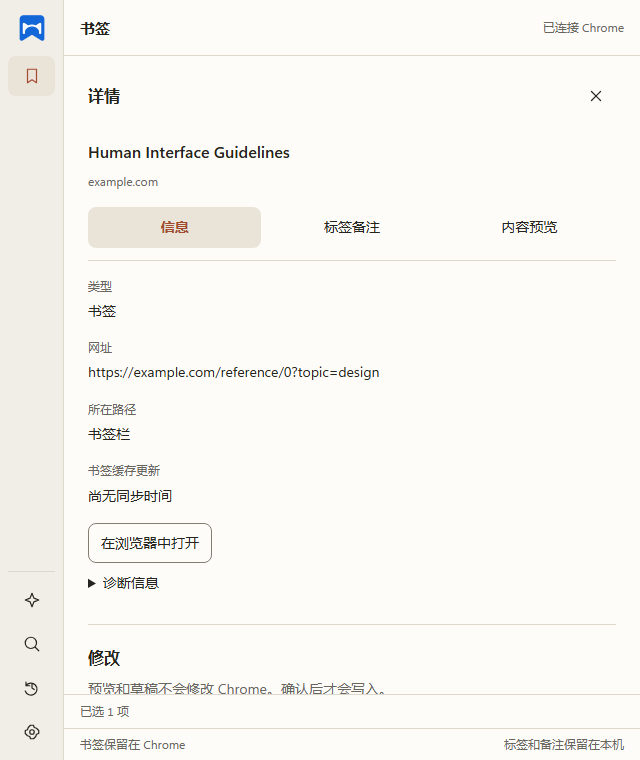 书签
已连接 Chrome
详情
Human Interface Guidelines
example.com
信息
标签备注
内容预览
类型
书签
网址
https://example.com/reference/0?topic=design
所在路径
书签栏
书签缓存更新
尚无同步时间
在浏览器中打开
诊断信息
修改
预览和草稿不会修改 Chrome。确认后才会写入。
已选 1 项
书签保留在 Chrome
标签和备注保留在本机